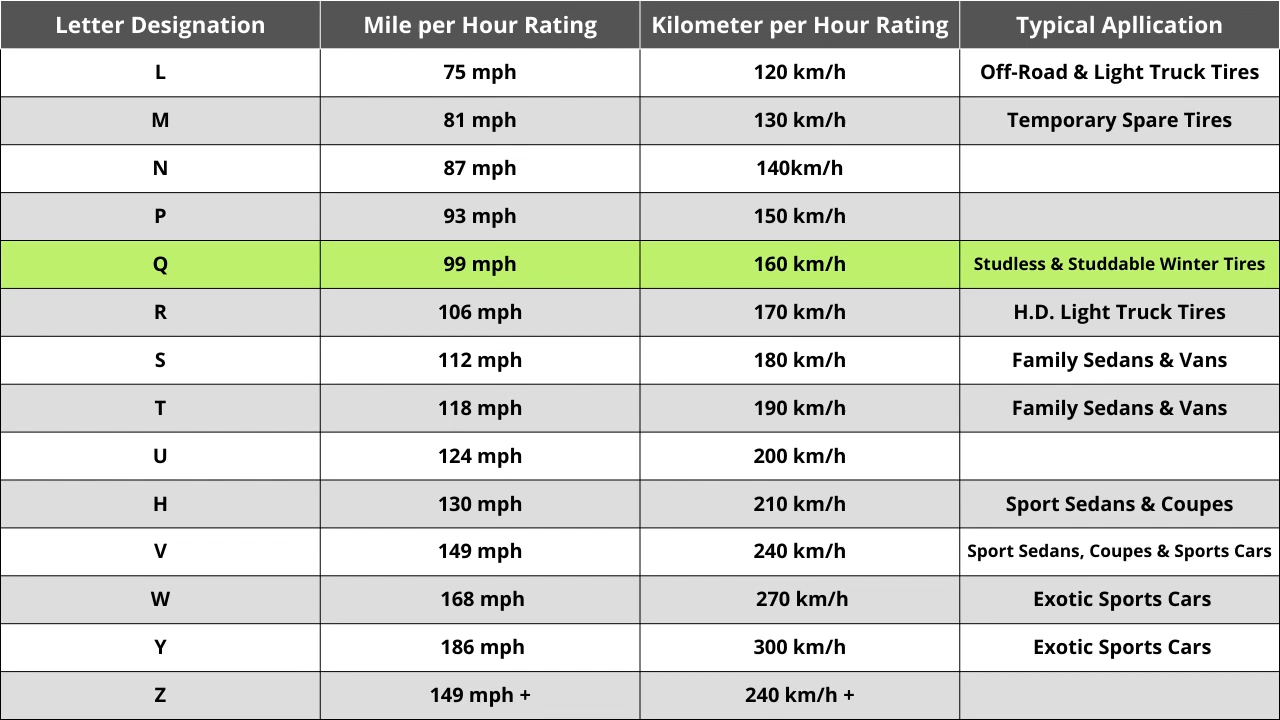 Letter Designation Mile per Hour Rating Kilometer per Hour Rating Typical Apllication
L 75 mph 120 km/h Off-Road & Light Truck Tires
M 81 mph 130 km/h Temporary Spare Tires
N 87 mph 140km/h
P 93 mph 150 km/h
Q 99 mph 160 km/h Studless & Studdable Winter Tires
R 106 mph 170 km/h H.D. Light Truck Tires
S 112 mph 180 km/h Family Sedans & Vans
T 118 mph 190 km/h Family Sedans & Vans
U 124 mph 200 km/h
H 130 mph 210 km/h Sport Sedans & Coupes
V 149 mph 240 km/h Sport Sedans, Coupes & Sports Cars
W 168 mph 270 km/h Exotic Sports Cars
Y 186 mph 300 km/h Exotic Sports Cars
Z 149 mph + 240 km/h +